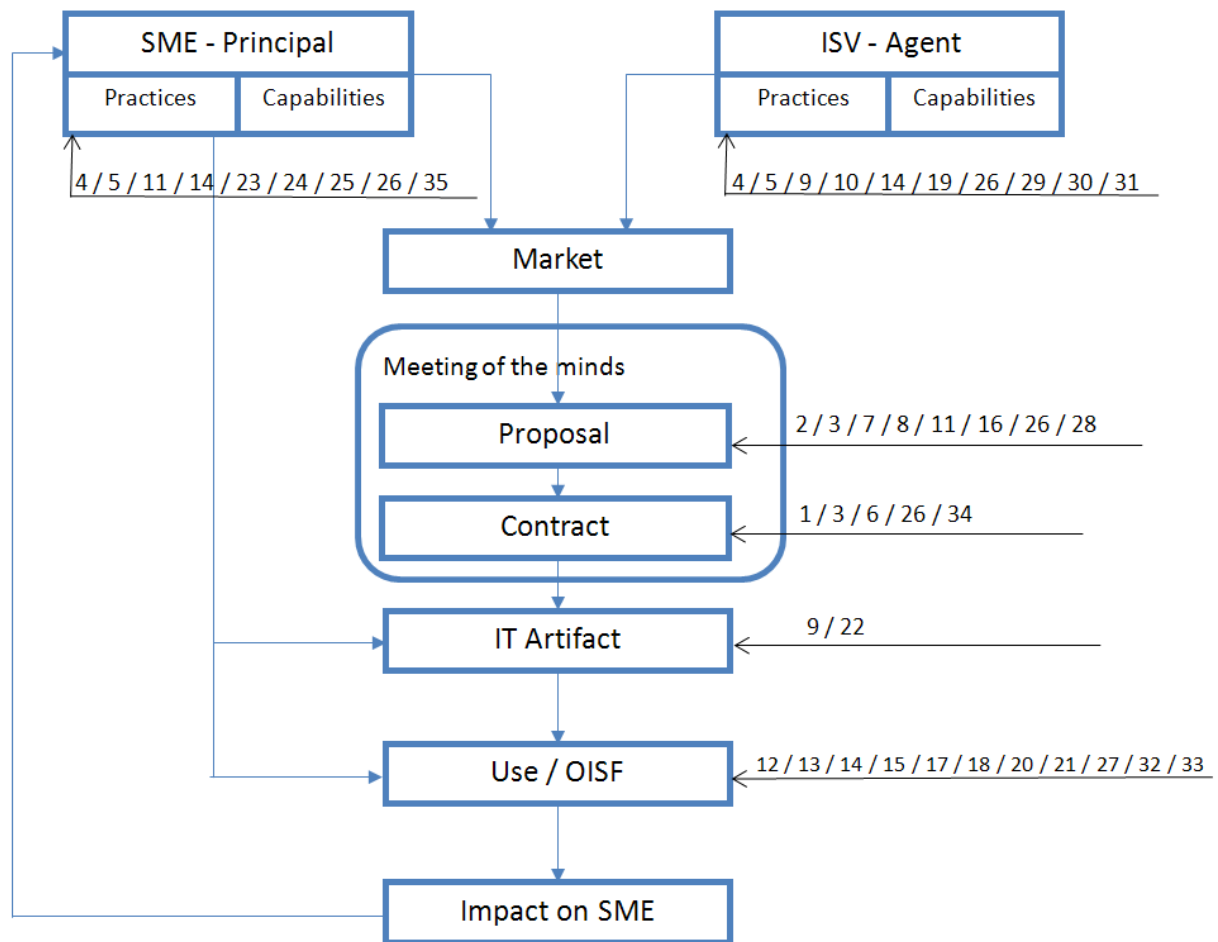 SME - Principal
ISV - Agent
Practices
Capabilities
Practices
Capabilities
4 / 5 / 11 / 14 / 23 / 24 / 25 / 26 / 35
4 / 5 / 9 / 10 / 14 / 19 / 26 / 29 / 30 / 31
Market
Meeting of the minds
Proposal
2 / 3 / 7 / 8 / 11 / 16 / 26 / 28
Contract
1 / 3 / 6 / 26 / 34
IT Artifact
9 / 22
Use / OISF
12 / 13 / 14 / 15 / 17 / 18 / 20 / 21 / 27 / 32 / 33
Impact on SME